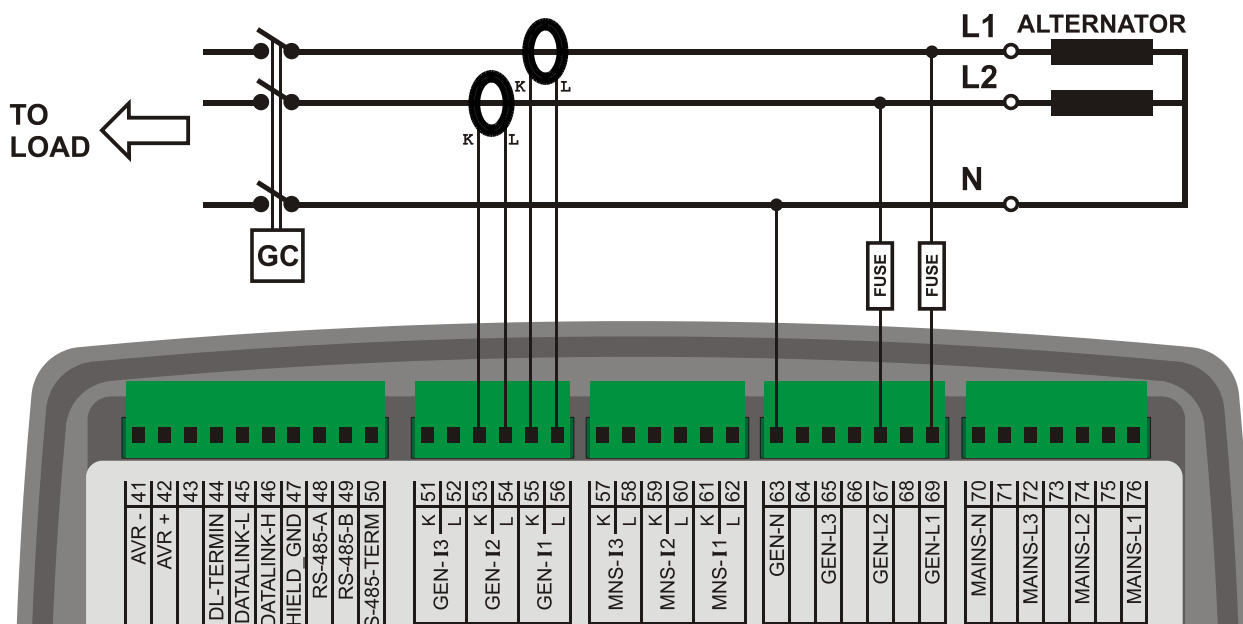 L1 ALTERNATOR
L2
TO
LOAD
N
K L
K L
GC
FUSE
FUSE
41 42 43 44 45 46 47 48 49 50
AVR -
AVR +
DL-TERMIN
DATALINK-L
DATALINK-H
HIELD_GND
RS-485-A
RS-485-B
S-485-TERM
51 52 53 54 55 56
K L K L K L
GEN- I3
GEN- I2
GEN- I1
57 58 59 60 61 62
K L K L K L
MNS- I3
MNS- I2
MNS- I1
63 64 65 66 67 68 69
GEN-N
GEN-L3
GEN-L2
GEN-L1
70 71 72 73 74 75 76
MAINS-N
MAINS-L3
MAINS-L2
MAINS-L1